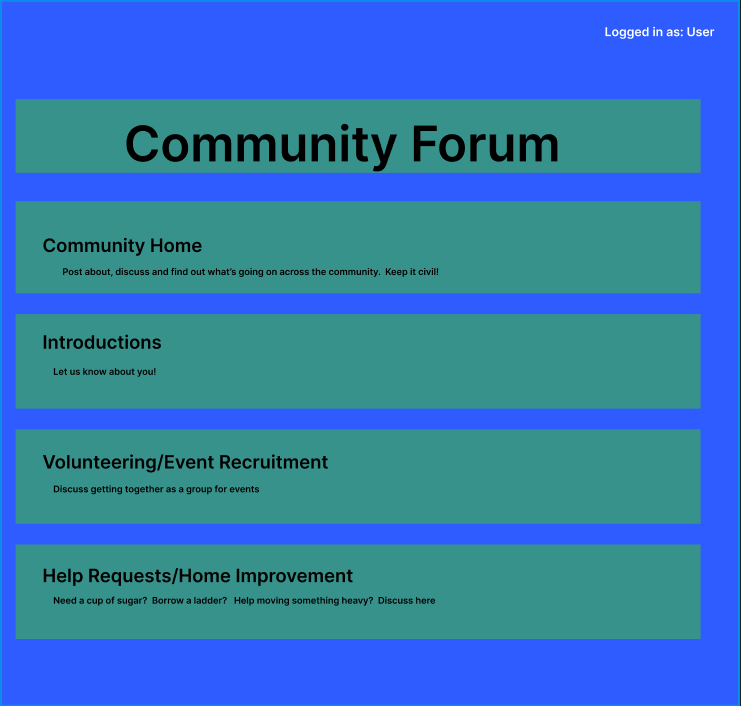 Logged in as: User
Community Forum
Community Home
Post about, discuss and find out what's going on across the community.  Keep it civil!
Introductions
Let us know about you!
Volunteering/Event Recruitment
Discuss getting together as a group for events
Help Requests/Home Improvement
Need a cup of sugar?  Borrow a ladder?   Help moving something heavy?  Discuss here